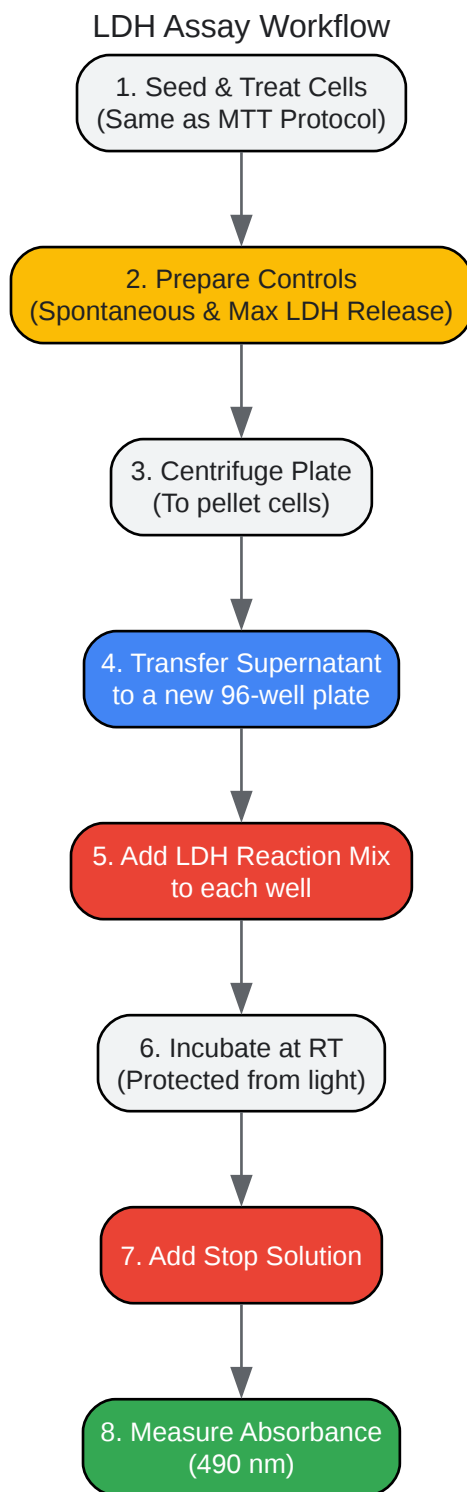 LDH Assay Workflow
1. Seed & Treat Cells
(Same as MTT Protocol)
2. Prepare Controls
(Spontaneous & Max LDH Release)
3. Centrifuge Plate
(To pellet cells)
4. Transfer Supernatant
to a new 96-well plate
5. Add LDH Reaction Mix
to each well
6. Incubate at RT
(Protected from light)
7. Add Stop Solution
8. Measure Absorbance
(490 nm)